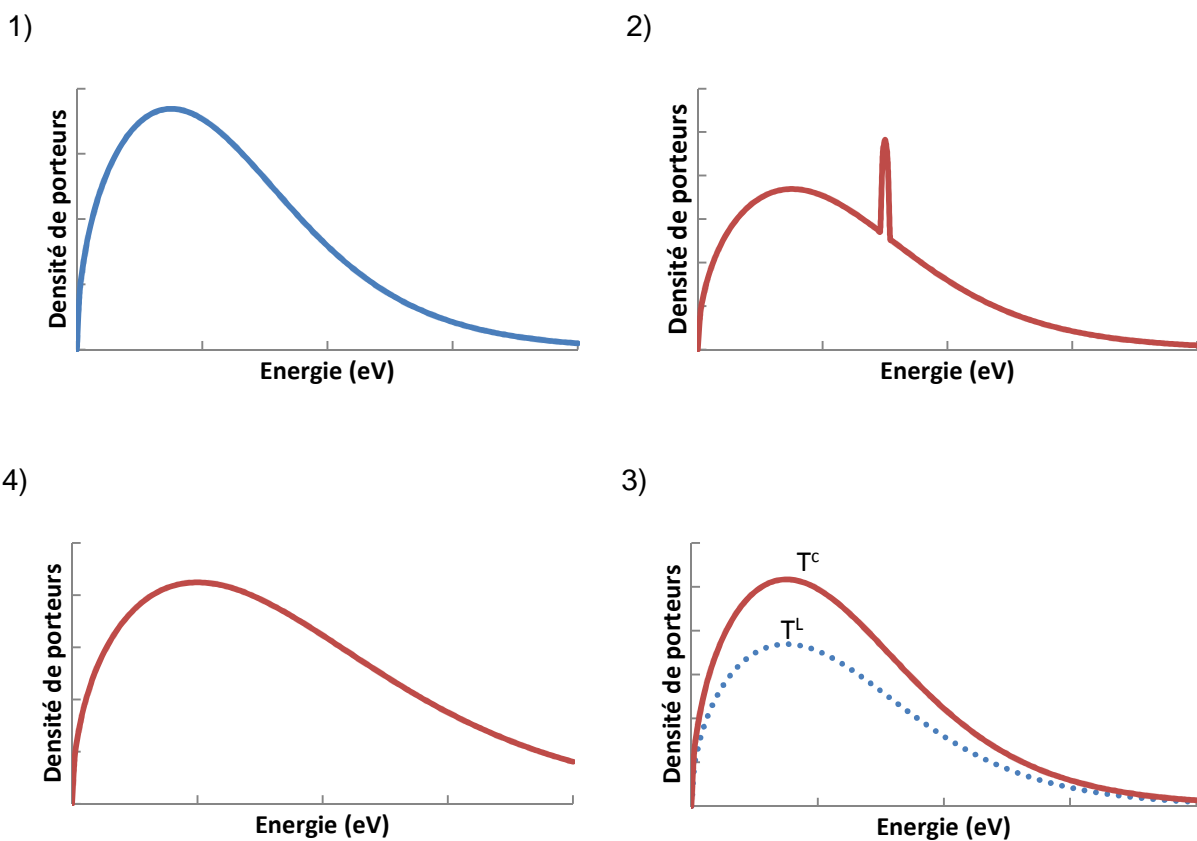 1)
Densité de porteurs
Energie (eV)
2)
Densité de porteurs
Energie (eV)
4)
Densité de porteurs
Energie (eV)
3)
Densité de porteurs
Tᶜ
Tᴸ
Energie (eV)